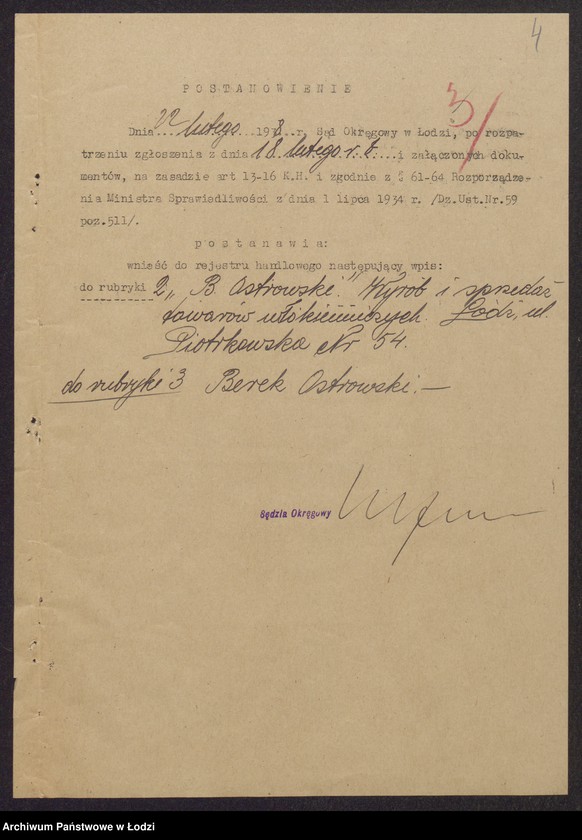 4
3/
POSTANOWIENIE
Dnia 22 lutego 1938 r. Sąd Okręgowy w Łodzi, po rozpa-
trzeniu zgłoszenia z dnia 18 lutego r. b. i załączonych doku-
mentów, na zasadzie art 13-16 K.H. i zgodnie z § 61-64 Rozporządze-
nia Ministra Sprawiedliwości z dnia 1 lipca 1934 r. /Dz.Ust.Nr.59
poz.511/.
postanawia:
wnieść do rejestru handlowego następujący wpis:
do rubryki 2 „B. Ostrowski." Wyrób i sprzedaż
towarów włókienniczych. Łódź, ul.
Piotrkowska Nr 54.
do rubryki 3 Berek Ostrowski.—
Sędzia Okręgowy
Archiwum Państwowe w Łodzi